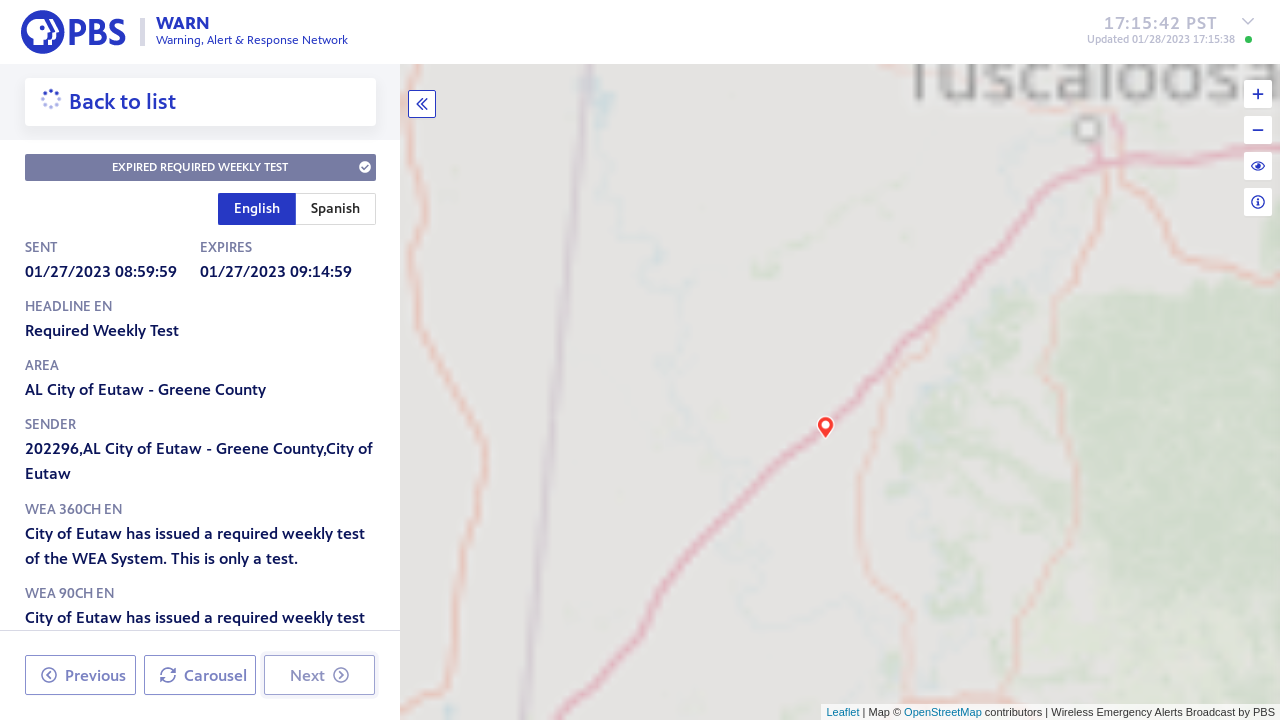 PBS
WARN
Warning, Alert & Response Network
17:15:42 PST
Updated 01/28/2023 17:15:38
Back to list
EXPIRED REQUIRED WEEKLY TEST
English
Spanish
SENT
EXPIRES
01/27/2023 08:59:59
01/27/2023 09:14:59
HEADLINE EN
Required Weekly Test
AREA
AL City of Eutaw - Greene County
SENDER
202296,AL City of Eutaw - Greene County,City of
Eutaw
WEA 360CH EN
City of Eutaw has issued a required weekly test
of the WEA System. This is only a test.
WEA 90CH EN
City of Eutaw has issued a required weekly test
Previous
Carousel
Next
Tuscaloosa
Leaflet | Map © OpenStreetMap contributors | Wireless Emergency Alerts Broadcast by PBS